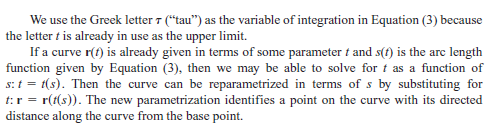 We use the Greek letter τ (“tau”) as the variable of integration in Equation (3) because
the letter t is already in use as the upper limit.
If a curve r(t) is already given in terms of some parameter t and s(t) is the arc length
function given by Equation (3), then we may be able to solve for t as a function of
s: t = t(s). Then the curve can be reparametrized in terms of s by substituting for
t: r = r(t(s)). The new parametrization identifies a point on the curve with its directed
distance along the curve from the base point.